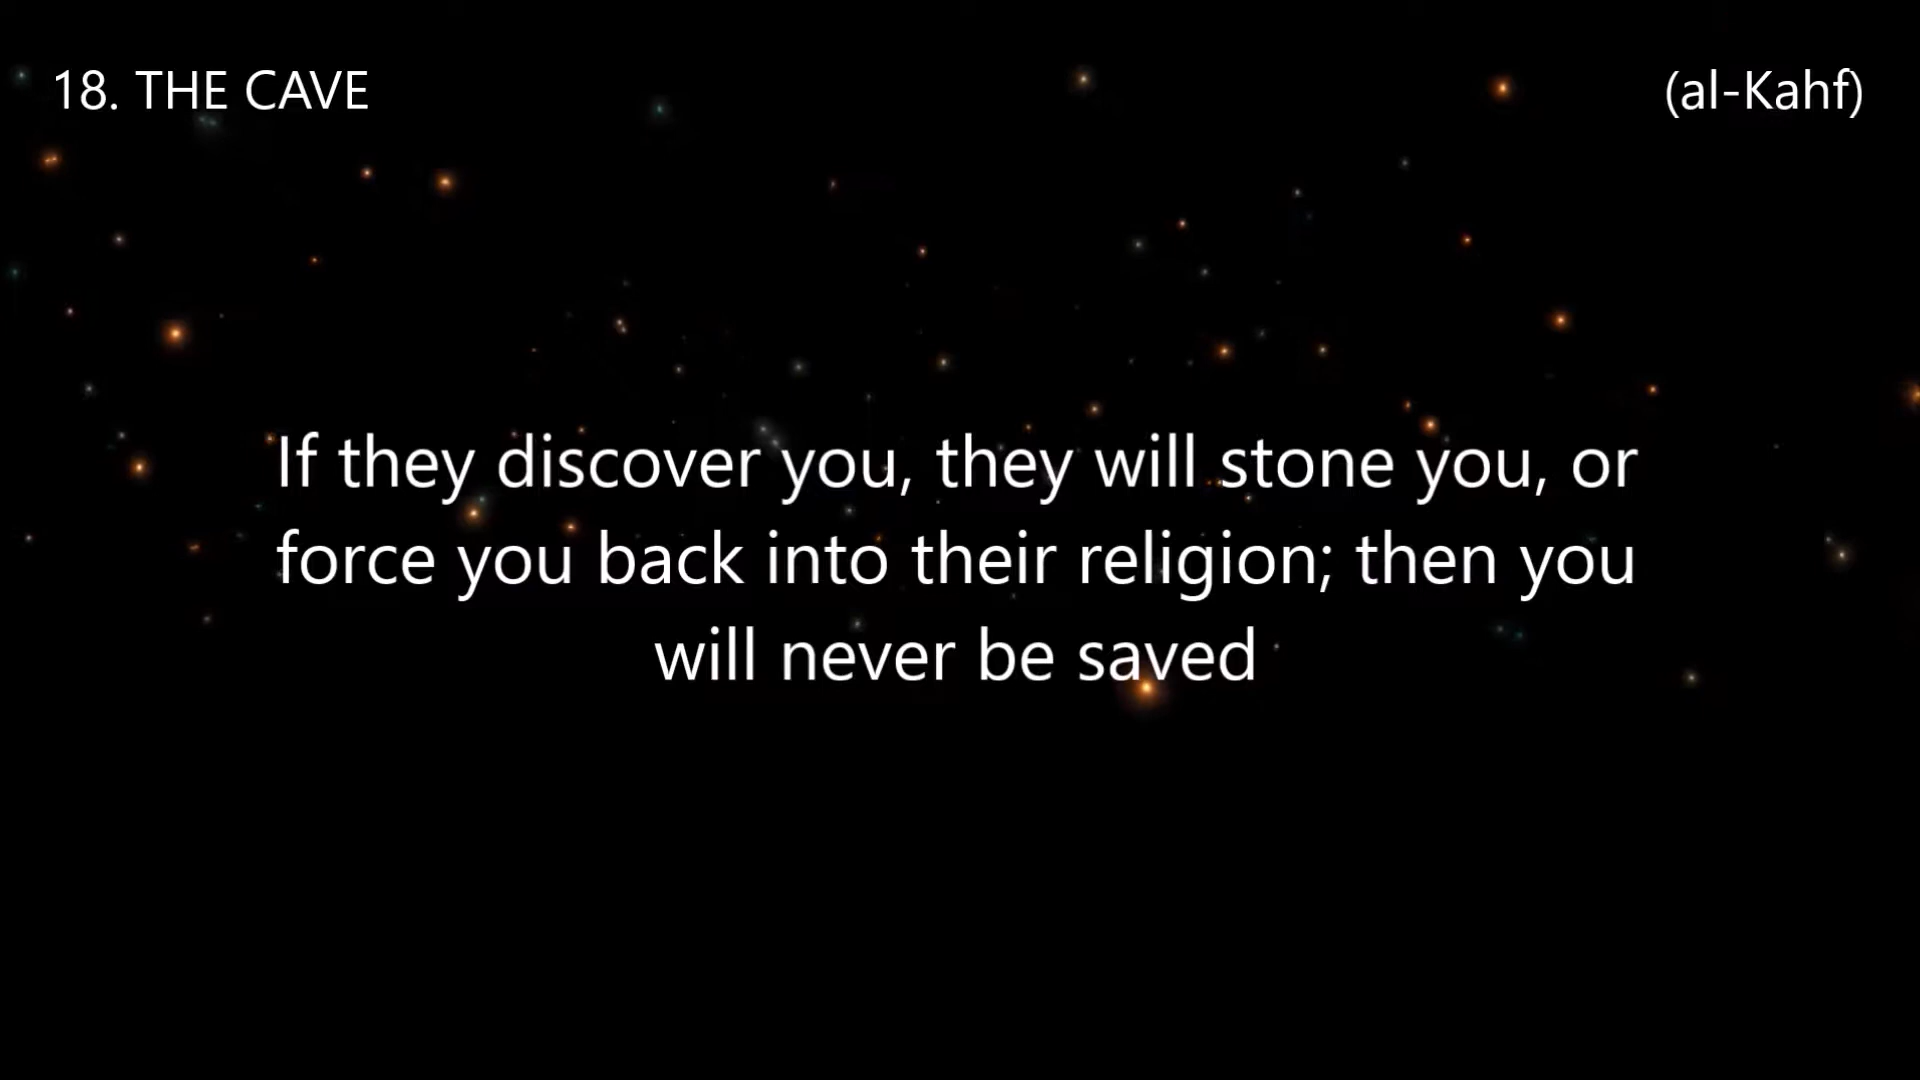 18. THE CAVE
(al-Kahf)
If they discover you, they will stone you, or
force you back into their religion; then you
will never be saved